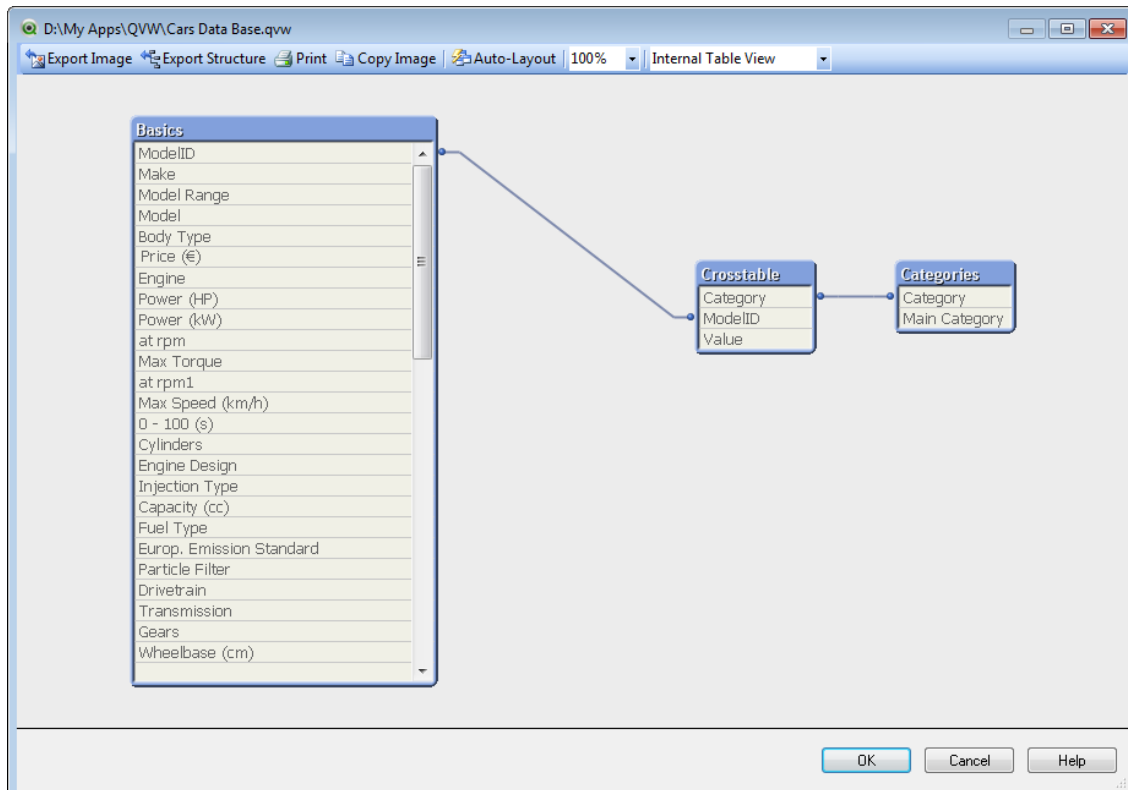 D:\My Apps\QVW\Cars Data Base.qvw
Export Image Export Structure Print Copy Image Auto-Layout 100% Internal Table View
Basics
ModelID
Make
Model Range
Model
Body Type
Price (€)
Engine
Power (HP)
Power (kW)
at rpm
Max Torque
at rpm1
Max Speed (km/h)
0 - 100 (s)
Cylinders
Engine Design
Injection Type
Capacity (cc)
Fuel Type
Europ. Emission Standard
Particle Filter
Drivetrain
Transmission
Gears
Wheelbase (cm)
Crosstable
Category
ModelID
Value
Categories
Category
Main Category
OK Cancel Help